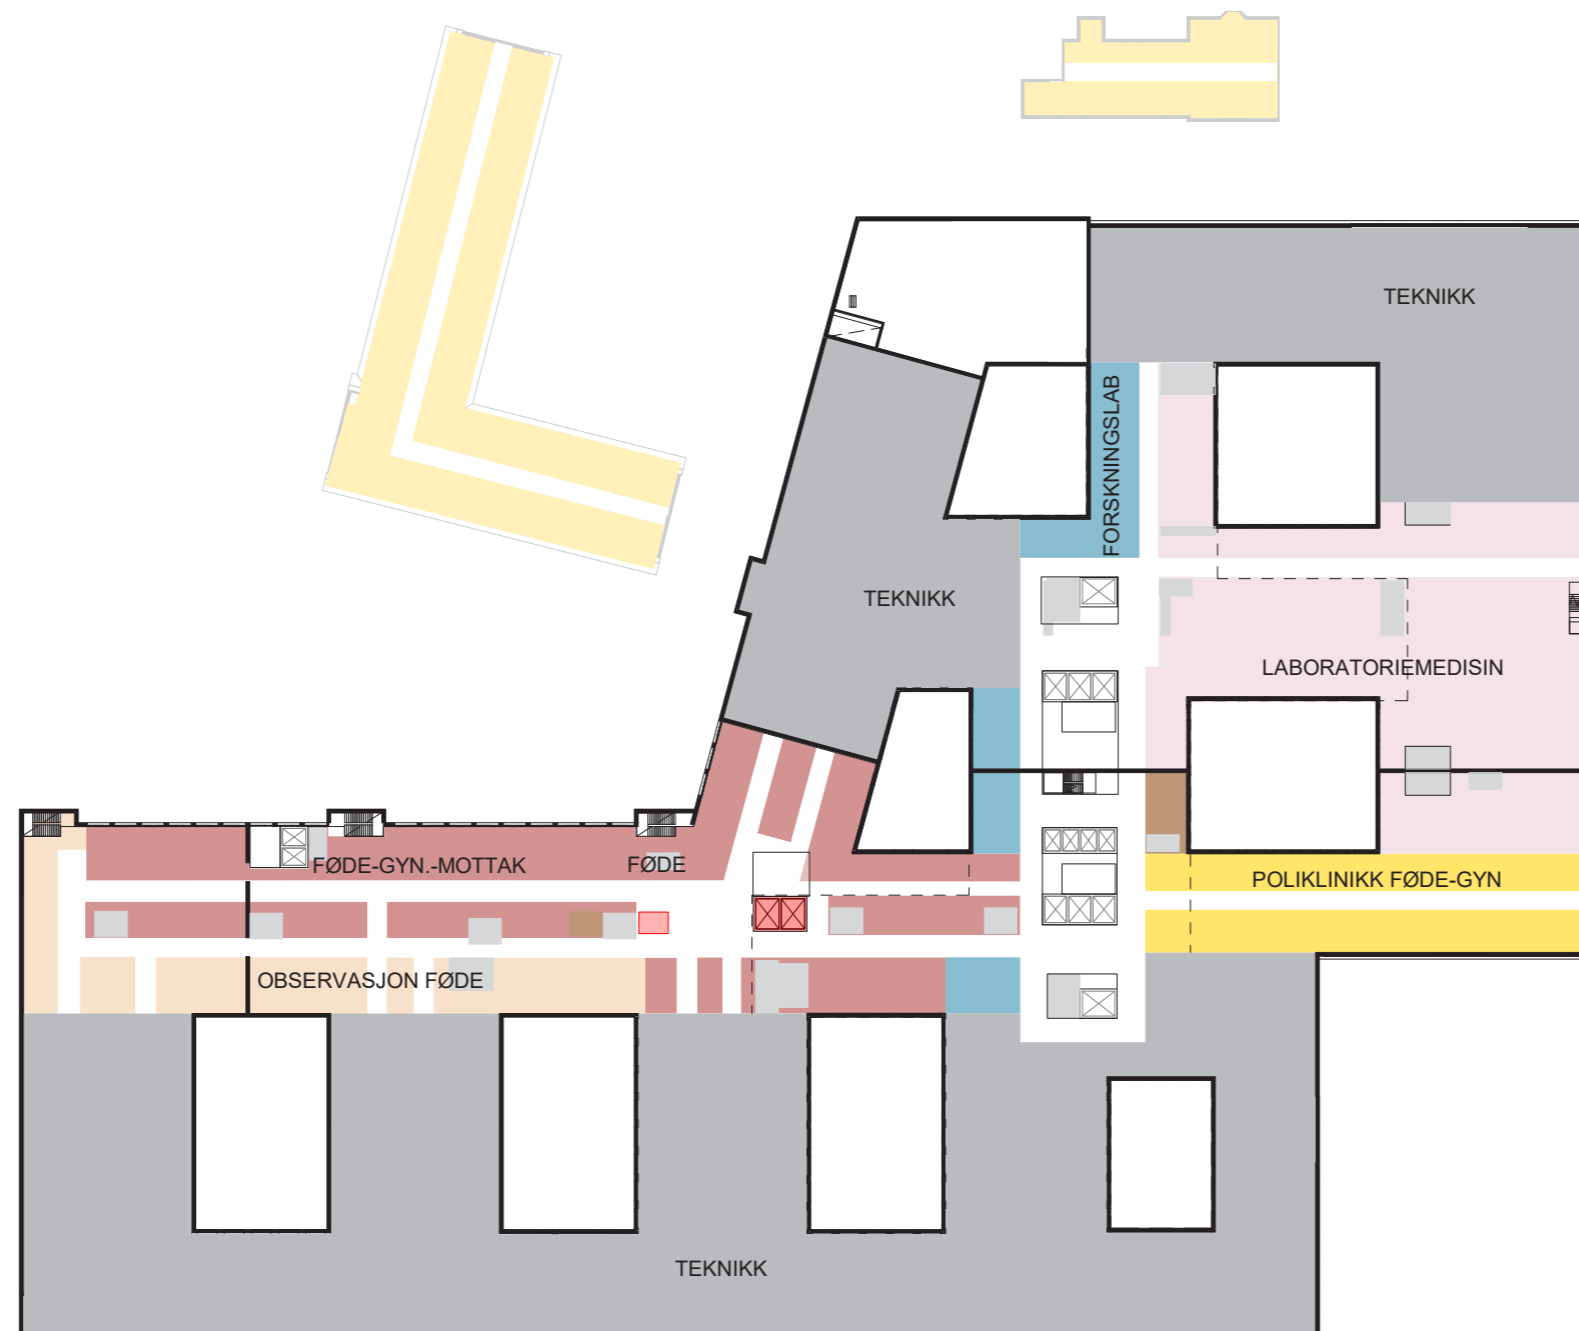 TEKNIKK
FORSKNINGSLAB
TEKNIKK
LABORATORIEMEDISIN
FØDE-GYN.-MOTTAK
FØDE
POLIKLINIKK FØDE-GYN
OBSERVASJON FØDE
TEKNIKK